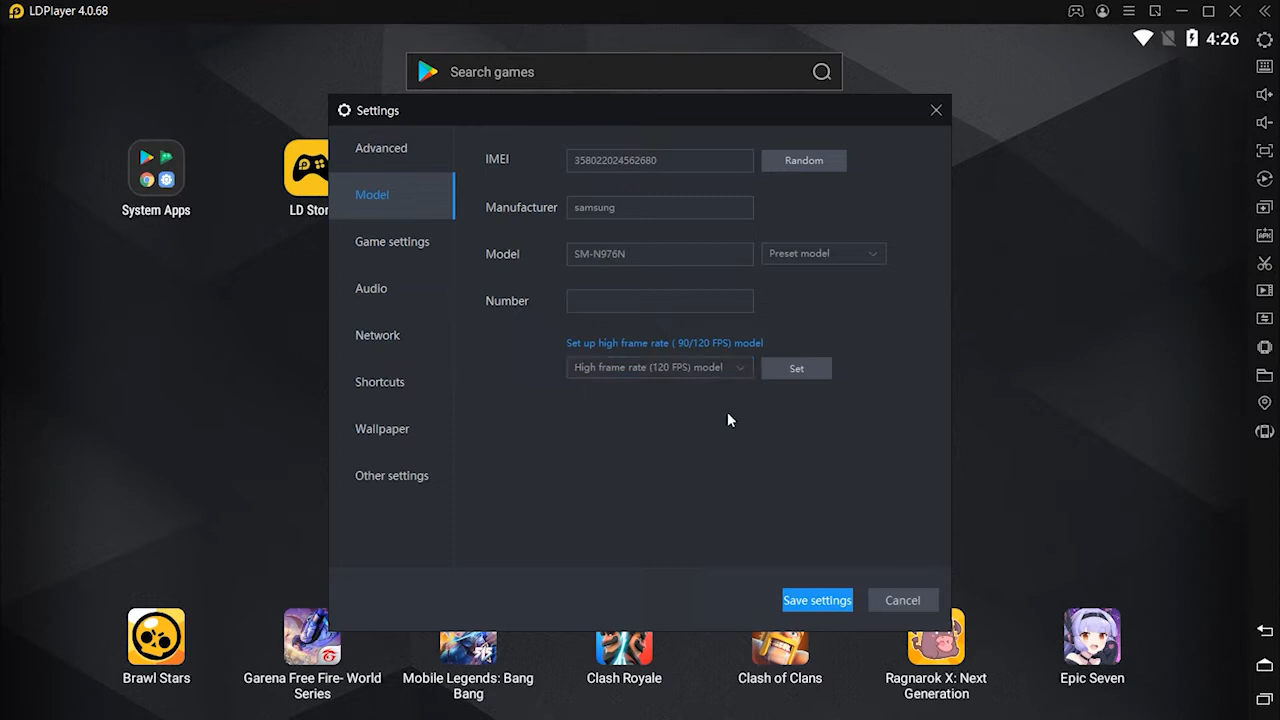 LDPlayer 4.0.68
4:26
Search games
Settings
Advanced
Model
Game settings
Audio
Network
Shortcuts
Wallpaper
Other settings
IMEI
358022024562680
Random
Manufacturer
samsung
Model
SM-N976N
Preset model
Number
Set up high frame rate ( 90/120 FPS) model
High frame rate (120 FPS) model
Set
Save settings
Cancel
System Apps
LD Stor
APK
Brawl Stars
Garena Free Fire- World
Series
Mobile Legends: Bang
Bang
Clash Royale
Clash of Clans
Ragnarok X: Next
Generation
Epic Seven